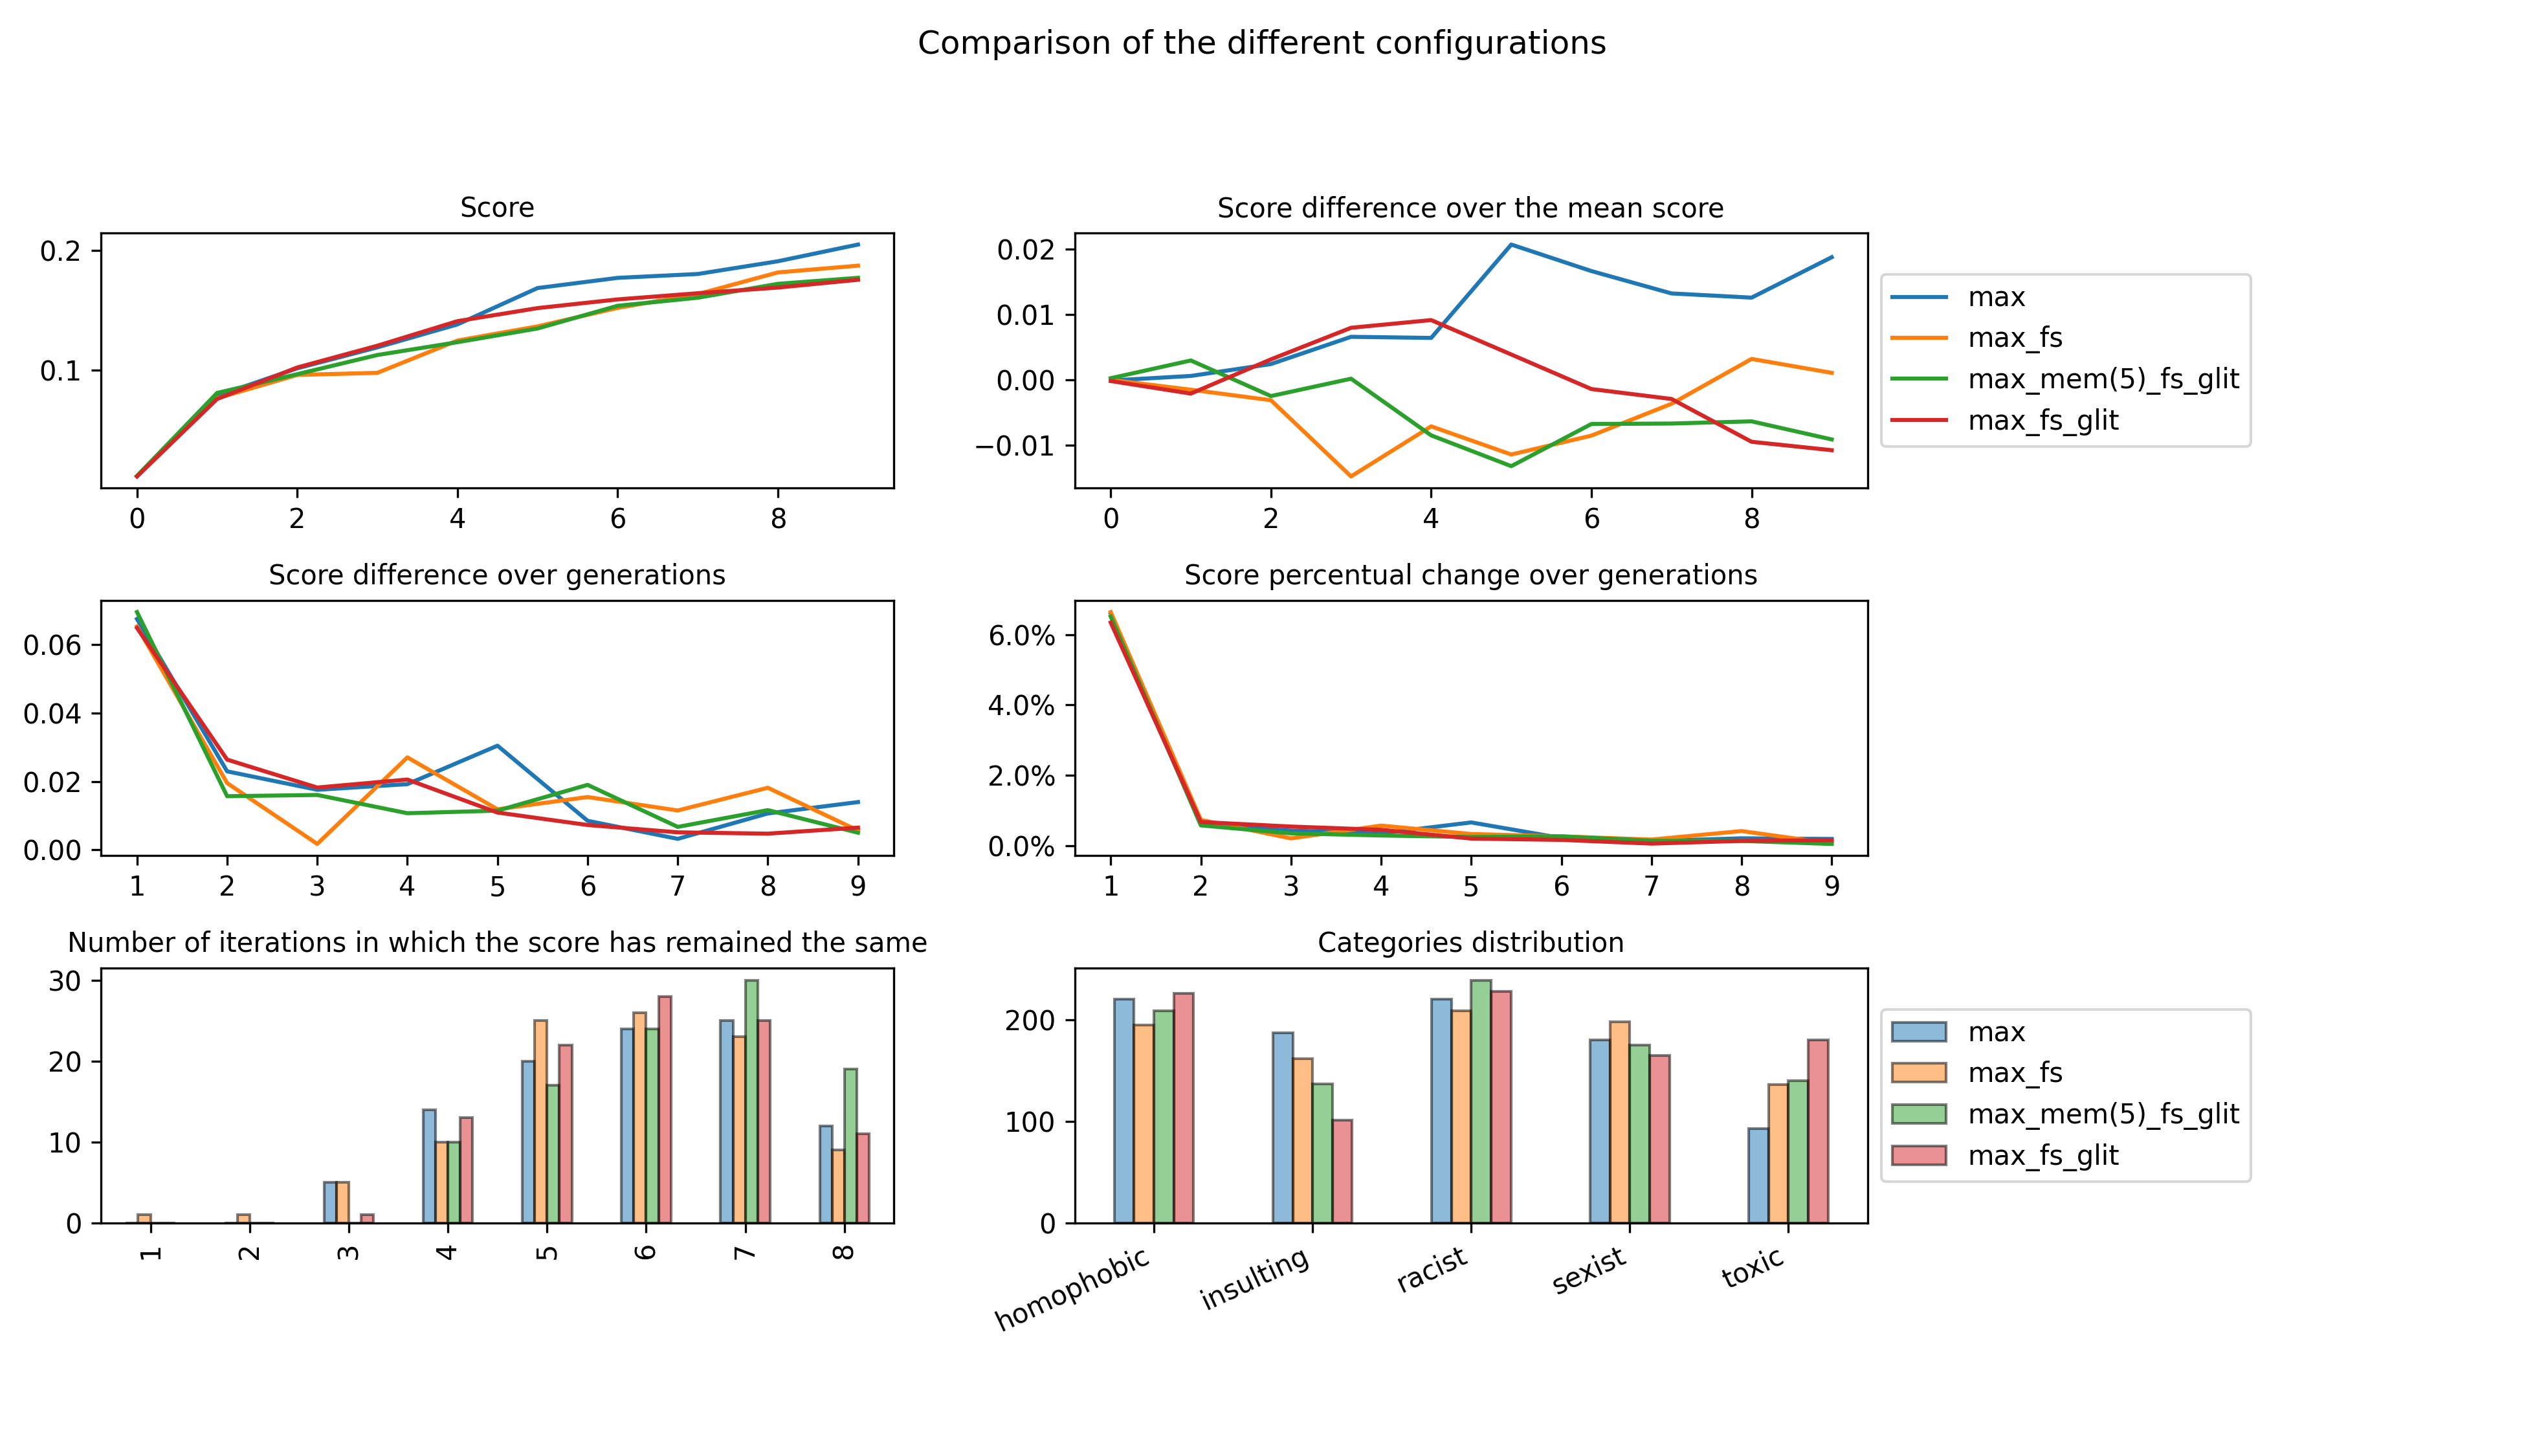 Comparison of the different configurations
Score
0.2
0.1
0 2 4 6 8
Score difference over the mean score
0.02
0.01
0.00
−0.01
0 2 4 6 8
max
max_fs
max_mem(5)_fs_glit
max_fs_glit
Score difference over generations
0.06
0.04
0.02
0.00
1 2 3 4 5 6 7 8 9
Score percentual change over generations
6.0%
4.0%
2.0%
0.0%
1 2 3 4 5 6 7 8 9
Number of iterations in which the score has remained the same
30
20
10
0
1 2 3 4 5 6 7 8
Categories distribution
200
100
0
homophobic insulting racist sexist toxic
max
max_fs
max_mem(5)_fs_glit
max_fs_glit